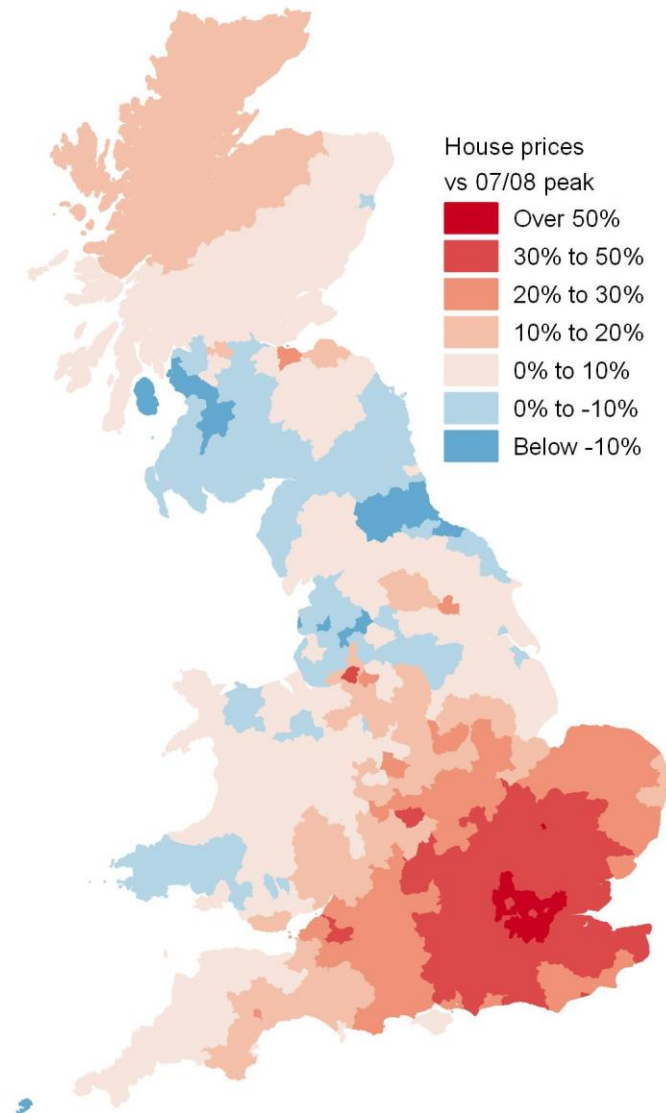 House prices
vs 07/08 peak
Over 50%
30% to 50%
20% to 30%
10% to 20%
0% to 10%
0% to -10%
Below -10%